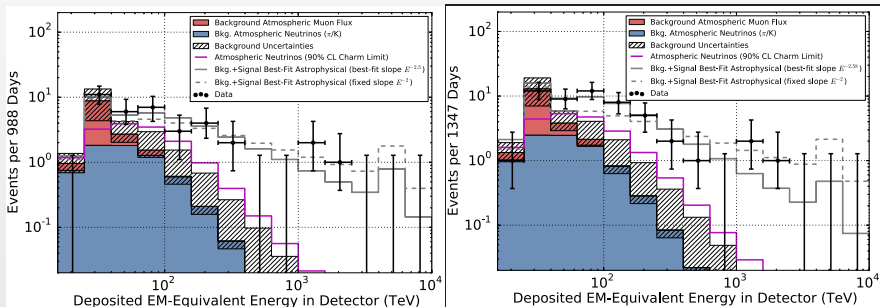 Background Atmospheric Muon Flux
Bkg. Atmospheric Neutrinos (π/K)
Background Uncertainties
Atmospheric Neutrinos (90% CL Charm Limit)
Bkg.+Signal Best-Fit Astrophysical (best-fit slope E^-2.3)
Bkg.+Signal Best-Fit Astrophysical (fixed slope E^-2)
Data
Events per 988 Days
10^2
10^1
10^0
10^-1
10^2
10^3
10^4
Deposited EM-Equivalent Energy in Detector (TeV)
Background Atmospheric Muon Flux
Bkg. Atmospheric Neutrinos (π/K)
Background Uncertainties
Atmospheric Neutrinos (90% CL Charm Limit)
Bkg.+Signal Best-Fit Astrophysical (best-fit slope E^-2.58)
Bkg.+Signal Best-Fit Astrophysical (fixed slope E^-2)
Data
Events per 1347 Days
10^2
10^1
10^0
10^-1
10^2
10^3
10^4
Deposited EM-Equivalent Energy in Detector (TeV)